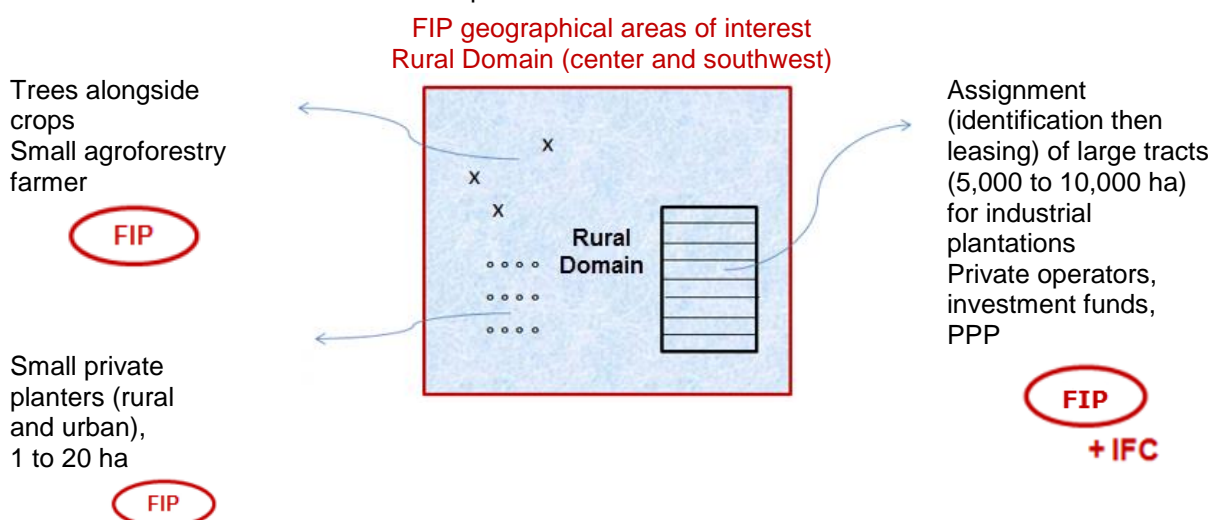 FIP geographical areas of interest
Rural Domain (center and southwest)
Trees alongside
crops
Small agroforestry
farmer
FIP
Small private
planters (rural
and urban),
1 to 20 ha
FIP
x
x
x
Rural
Domain
o o o o
o o o o
o o o o
Assignment
(identification then
leasing) of large tracts
(5,000 to 10,000 ha)
for industrial
plantations
Private operators,
investment funds,
PPP
FIP
+ IFC